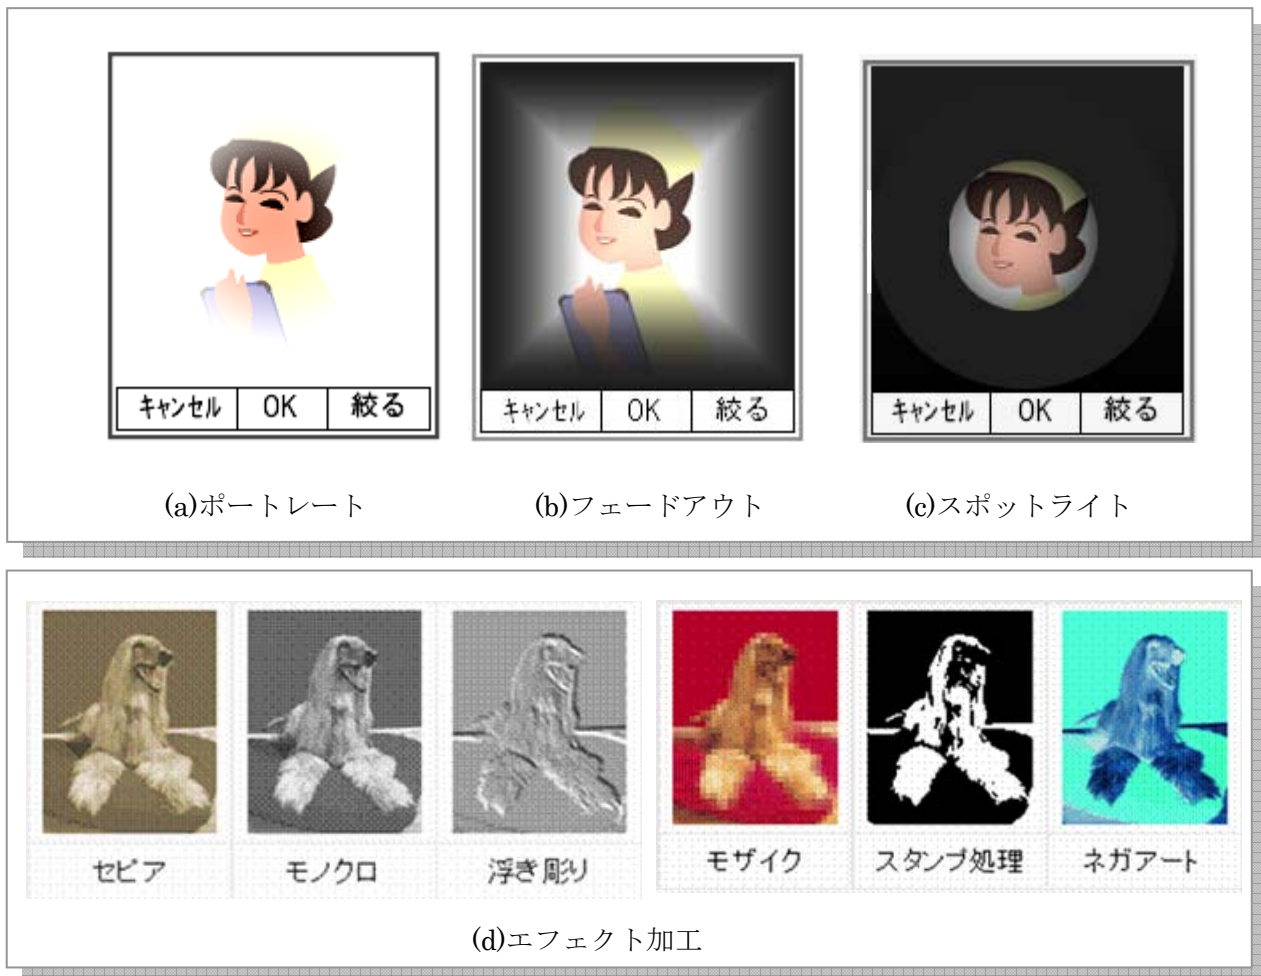 キャンセル OK 絞る
キャンセル OK 絞る
キャンセル OK 絞る
(a)ポートレート
(b)フェードアウト
(c)スポットライト
セピア モノクロ 浮き彫り モザイク スタンプ処理 ネガアート
(d)エフェクト加工